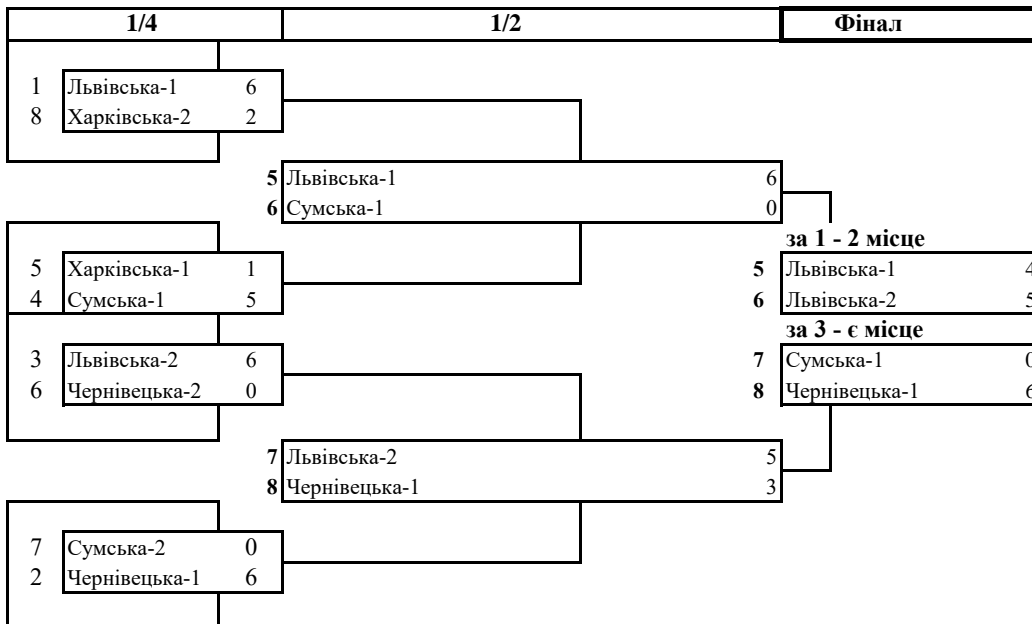 1/4 1/2 Фінал
1 Львівська-1 6
8 Харківська-2 2
5 Львівська-1 6
6 Сумська-1 0
за 1 - 2 місце
5 Харківська-1 1
5 Львівська-1 4
4 Сумська-1 5
6 Львівська-2 5
за 3 - є місце
3 Львівська-2 6
7 Сумська-1 0
6 Чернівецька-2 0
8 Чернівецька-1 6
7 Львівська-2 5
8 Чернівецька-1 3
7 Сумська-2 0
2 Чернівецька-1 6